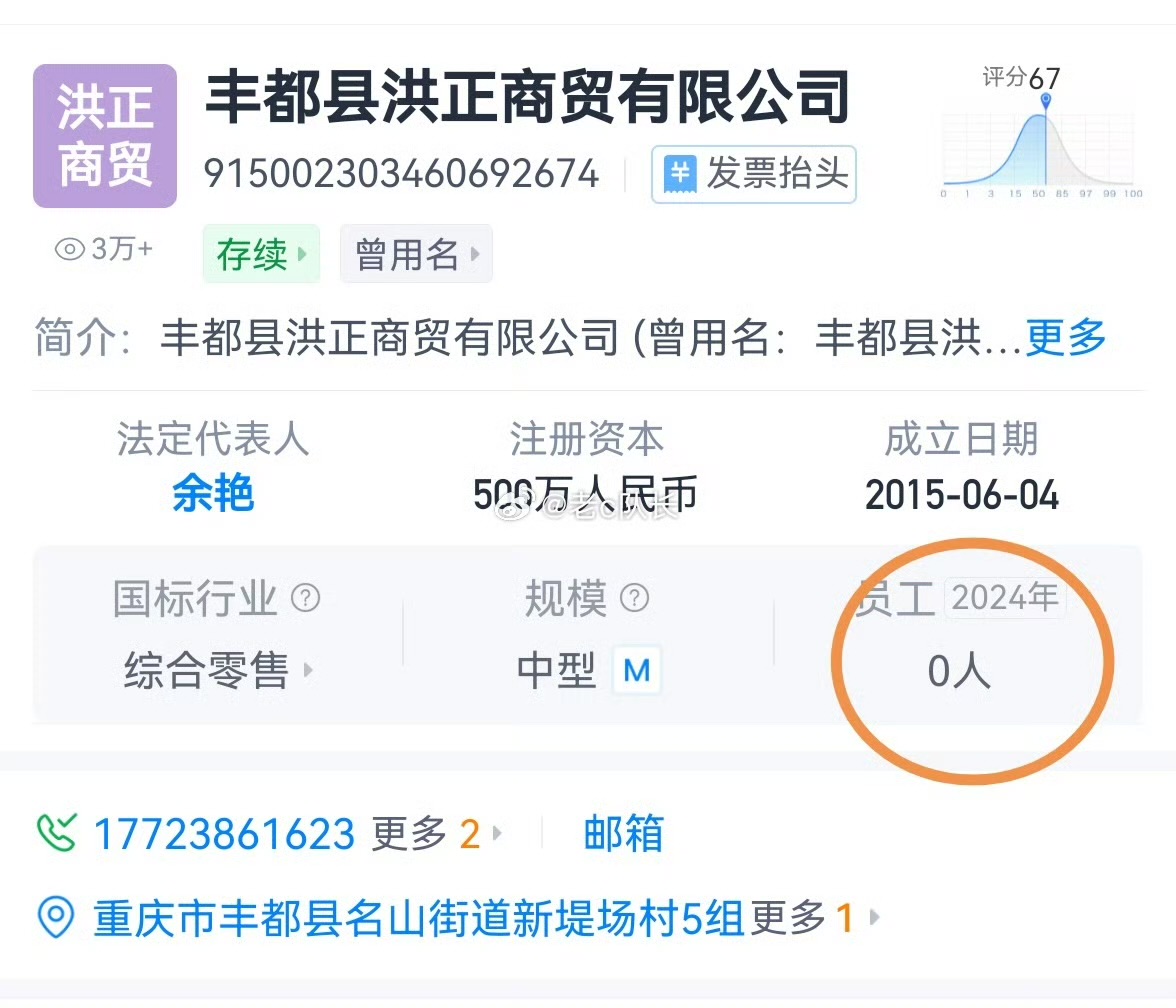 洪正
商贸
丰都县洪正商贸有限公司
915002303460692674
¥ 发票抬头
评分67
0 1 3 15 50 85 97 99 100
3万+
存续
曾用名
简介：丰都县洪正商贸有限公司 (曾用名：丰都县洪...更多
法定代表人 注册资本 成立日期
余艳 500万人民币 2015-06-04
@老c队长
国标行业 ? 规模 ? 员工 2024年
综合零售 中型 M 0人
17723861623 更多 2 邮箱
重庆市丰都县名山街道新堤场村5组更多 1